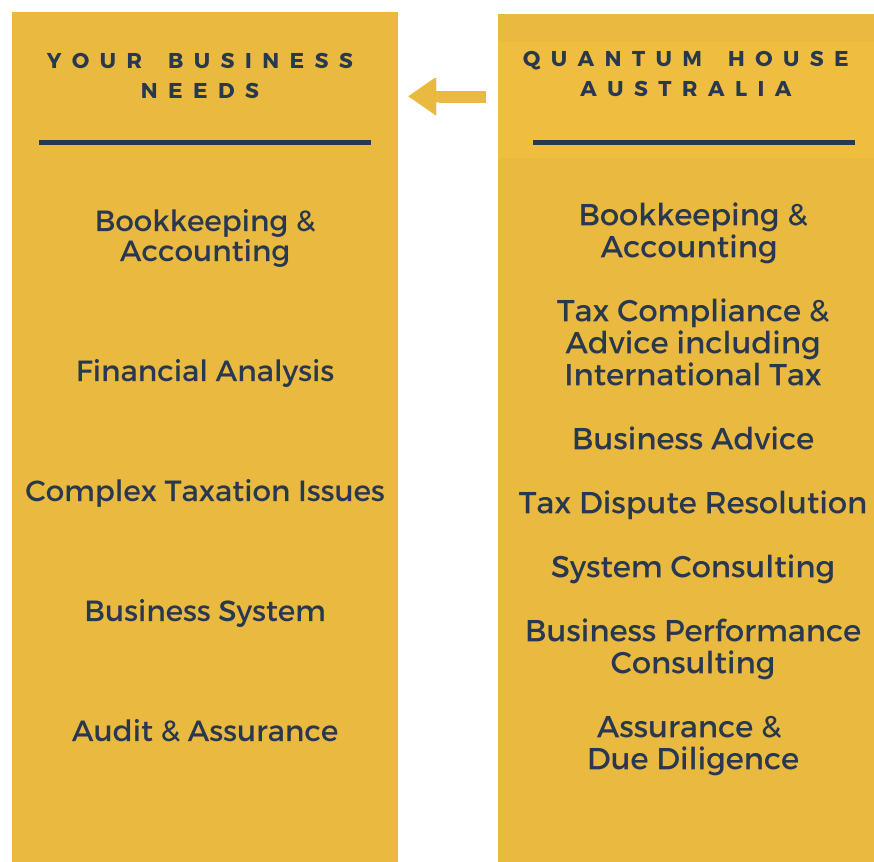 YOUR BUSINESS
NEEDS
Bookkeeping &
Accounting
Financial Analysis
Complex Taxation Issues
Business System
Audit & Assurance
QUANTUM HOUSE
AUSTRALIA
Bookkeeping &
Accounting
Tax Compliance &
Advice including
International Tax
Business Advice
Tax Dispute Resolution
System Consulting
Business Performance
Consulting
Assurance &
Due Diligence